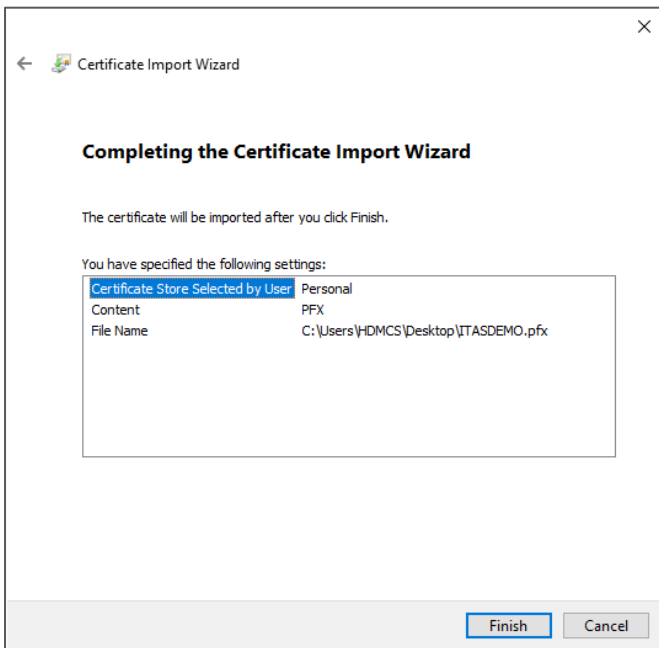 Certificate Import Wizard
Completing the Certificate Import Wizard
The certificate will be imported after you click Finish.
You have specified the following settings:
Certificate Store Selected by User Personal
Content PFX
File Name C:\Users\HDMCS\Desktop\ITASDEMO.pfx
Finish Cancel